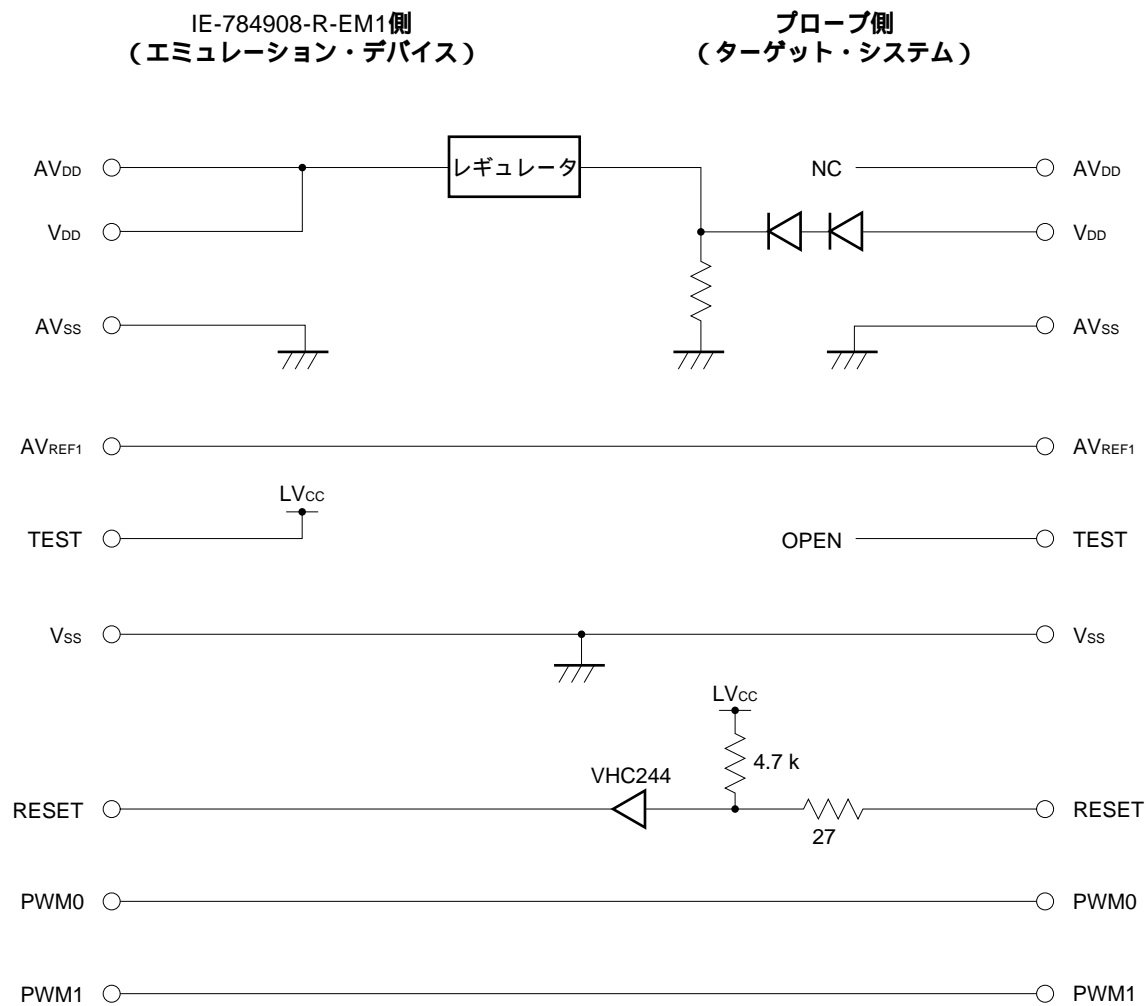 IE-784908-R-EM1側 プローブ側
（エミュレーション・デバイス） （ターゲット・システム）
AVDD レギュレータ NC AVDD
VDD VDD
AVSS AVSS
AVREF1 AVREF1
LVCC
TEST OPEN TEST
VSS VSS
LVCC
4.7 k
VHC244
RESET RESET
27
PWM0 PWM0
PWM1 PWM1